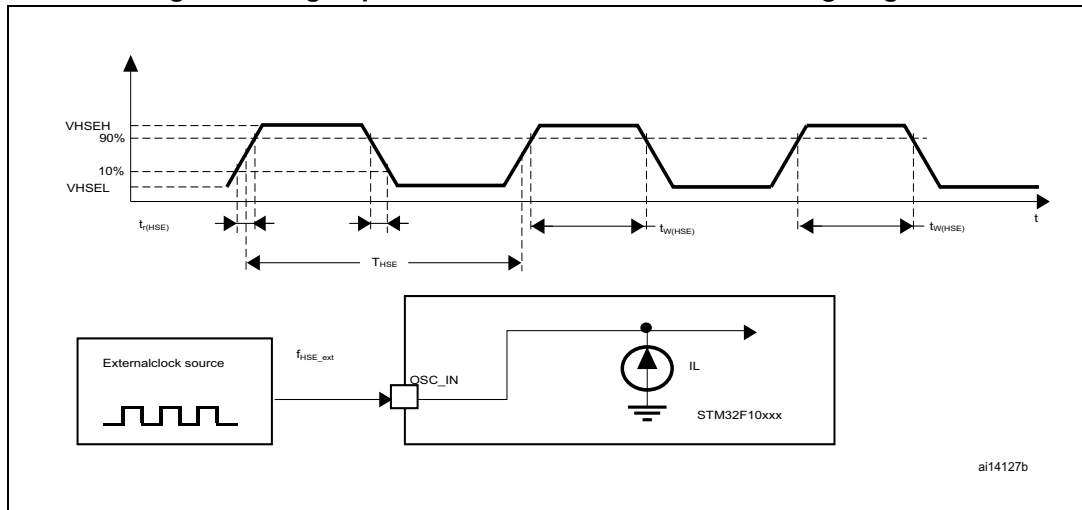 VHSEH
90%
10%
VHSEL
tr(HSE)
tW(HSE)
tW(HSE)
t
THSE
Externalclock source
fHSE_ext
OSC_IN
IL
STM32F10xxx
ai14127b